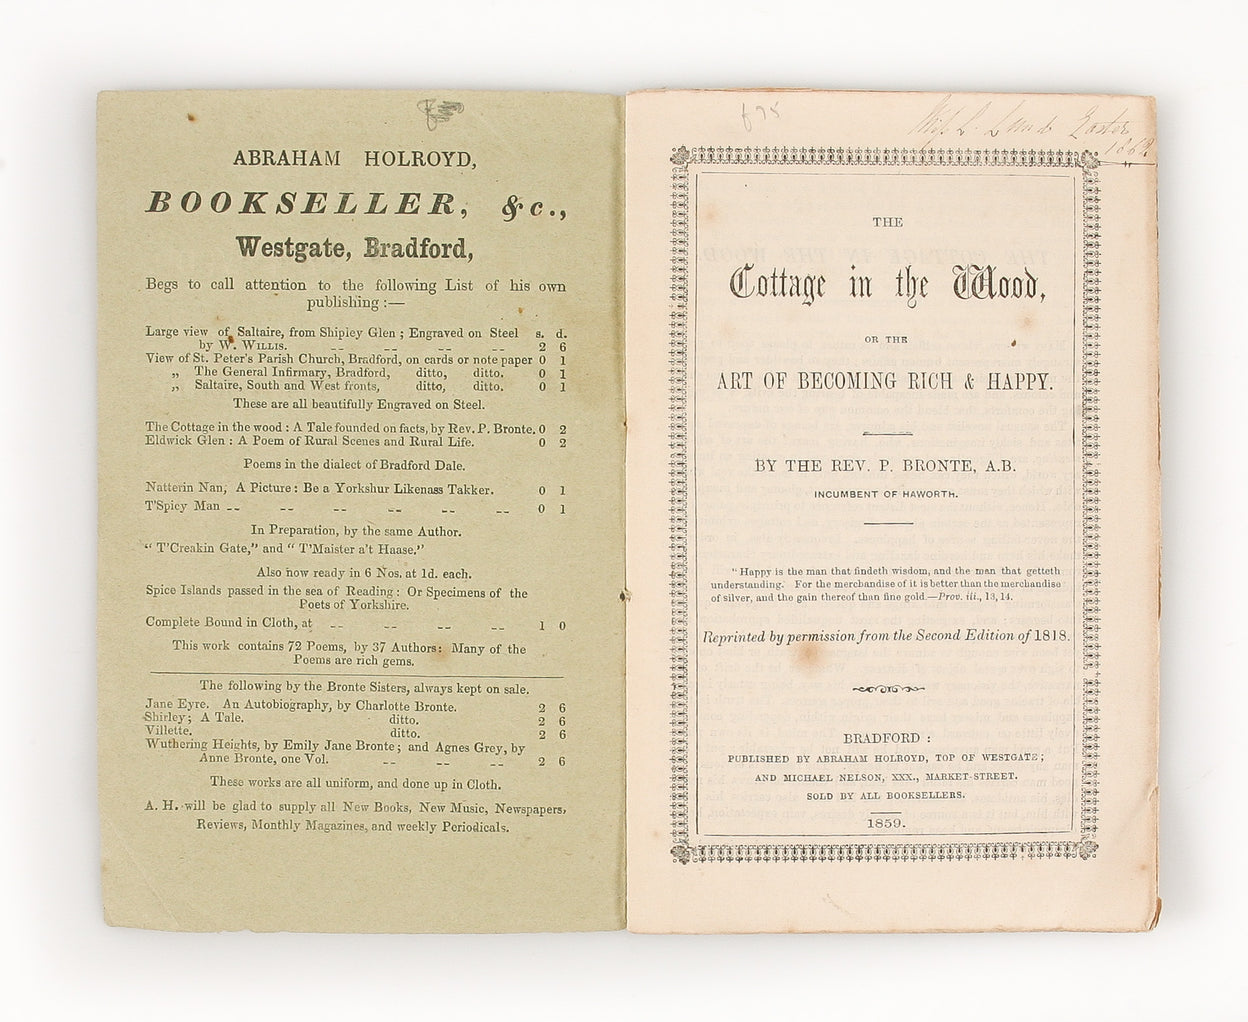 ABRAHAM HOLROYD,
BOOKSELLER, &c.,
Westgate, Bradford,
Begs to call attention to the following List of his own
publishing :—
Large view of Saltaire, from Shipley Glen ; Engraved on Steel s. d.
by W. WILLIS. -- -- -- -- 2 6
View of St. Peter's Parish Church, Bradford, on cards or note paper 0 1
„ The General Infirmary, Bradford, ditto, ditto. 0 1
„ Saltaire, South and West fronts, ditto, ditto. 0 1
These are all beautifully Engraved on Steel.
The Cottage in the wood : A Tale founded on facts, by Rev. P. Bronte. 0 2
Eldwick Glen : A Poem of Rural Scenes and Rural Life. 0 2
Poems in the dialect of Bradford Dale.
Natterin Nan; A Picture : Be a Yorkshur Likenass Takker. 0 1
T'Spicy Man -- -- -- -- -- -- 0 1
In Preparation, by the same Author.
“ T'Creakin Gate,” and “ T'Maister a't Haase.”
Also now ready in 6 Nos. at 1d. each.
Spice Islands passed in the sea of Reading : Or Specimens of the
Poets of Yorkshire.
Complete Bound in Cloth, at -- -- -- -- 1 0
This work contains 72 Poems, by 37 Authors: Many of the
Poems are rich gems.
The following by the Bronte Sisters, always kept on sale.
Jane Eyre. An Autobiography, by Charlotte Bronte. 2 6
Shirley; A Tale. ditto. 2 6
Villette. ditto. 2 6
Wuthering Heights, by Emily Jane Bronte ; and Agnes Grey, by
Anne Bronte, one Vol. -- -- -- 2 6
These works are all uniform, and done up in Cloth.
A. H. will be glad to supply all New Books, New Music, Newspapers,
Reviews, Monthly Magazines, and weekly Periodicals.
£75
Miss L. Easter
1862
THE
Cottage in the Wood,
OR THE
ART OF BECOMING RICH & HAPPY.
BY THE REV. P. BRONTE, A.B.
INCUMBENT OF HAWORTH.
“ Happy is the man that findeth wisdom, and the man that getteth
understanding. For the merchandise of it is better than the merchandise
of silver, and the gain thereof than fine gold.—Prov. iii., 13, 14.
Reprinted by permission from the Second Edition of 1818.
BRADFORD :
PUBLISHED BY ABRAHAM HOLROYD, TOP OF WESTGATE ;
AND MICHAEL NELSON, XXX., MARKET-STREET.
SOLD BY ALL BOOKSELLERS.
1859.